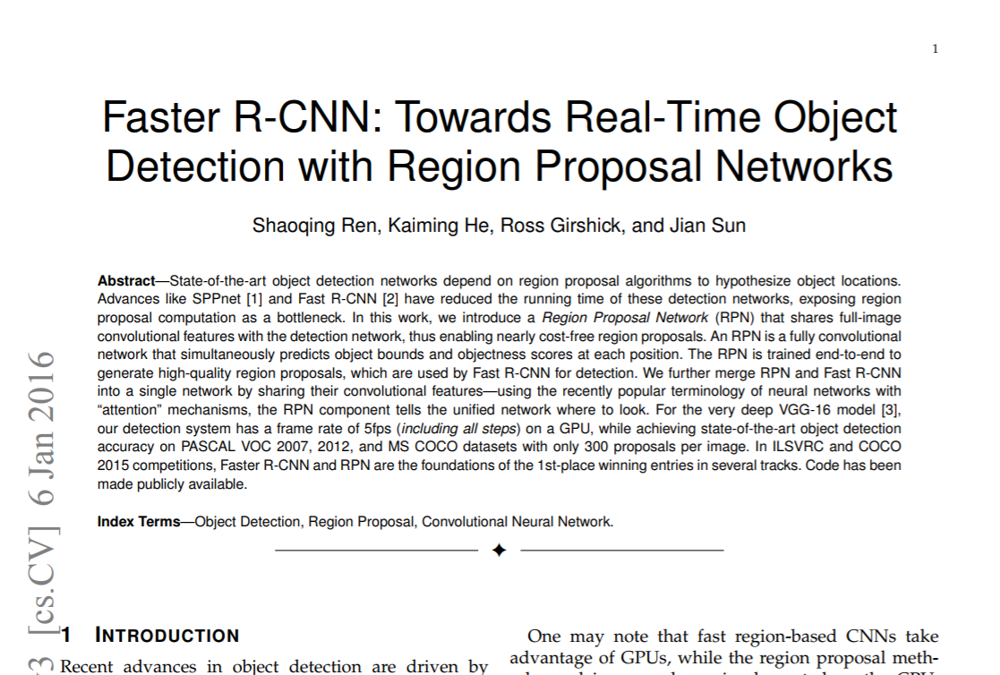 1
Faster R-CNN: Towards Real-Time Object
Detection with Region Proposal Networks
Shaoqing Ren, Kaiming He, Ross Girshick, and Jian Sun
Abstract—State-of-the-art object detection networks depend on region proposal algorithms to hypothesize object locations.
Advances like SPPnet [1] and Fast R-CNN [2] have reduced the running time of these detection networks, exposing region
proposal computation as a bottleneck. In this work, we introduce a Region Proposal Network (RPN) that shares full-image
convolutional features with the detection network, thus enabling nearly cost-free region proposals. An RPN is a fully convolutional
network that simultaneously predicts object bounds and objectness scores at each position. The RPN is trained end-to-end to
generate high-quality region proposals, which are used by Fast R-CNN for detection. We further merge RPN and Fast R-CNN
into a single network by sharing their convolutional features—using the recently popular terminology of neural networks with
“attention” mechanisms, the RPN component tells the unified network where to look. For the very deep VGG-16 model [3],
our detection system has a frame rate of 5fps (including all steps) on a GPU, while achieving state-of-the-art object detection
accuracy on PASCAL VOC 2007, 2012, and MS COCO datasets with only 300 proposals per image. In ILSVRC and COCO
2015 competitions, Faster R-CNN and RPN are the foundations of the 1st-place winning entries in several tracks. Code has been
made publicly available.
Index Terms—Object Detection, Region Proposal, Convolutional Neural Network.
3 [cs.CV] 6 Jan 2016
1 INTRODUCTION
Recent advances in object detection are driven by
One may note that fast region-based CNNs take
advantage of GPUs, while the region proposal meth-